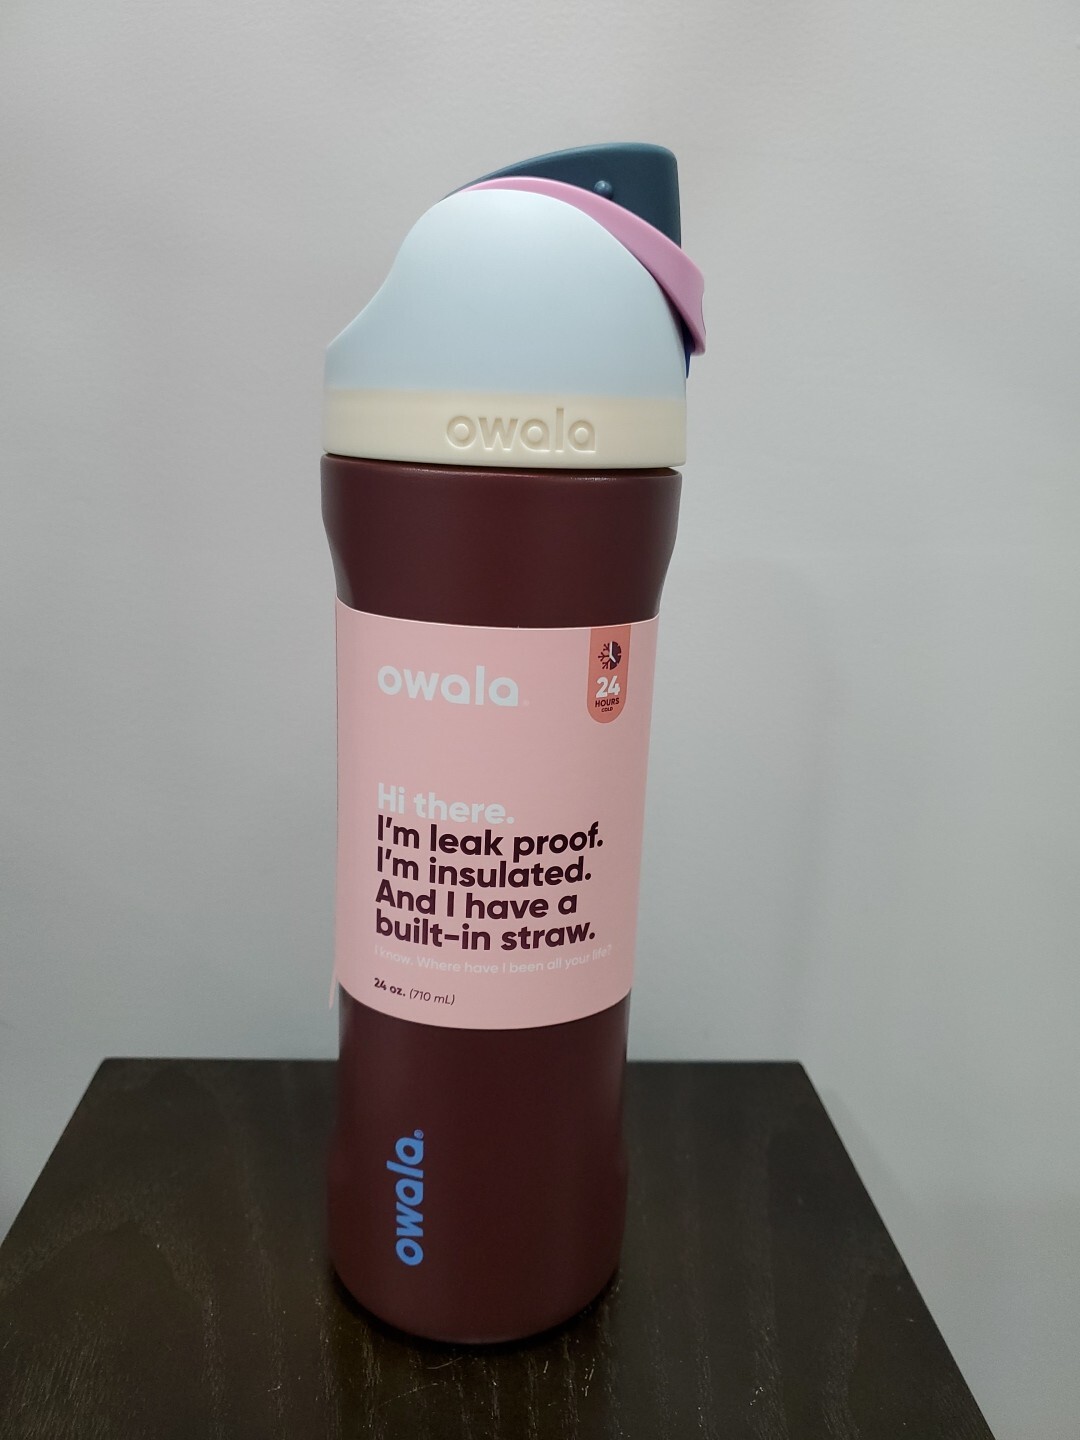 owala
owala®
24
HOURS
COLD
Hi there.
I'm leak proof.
I'm insulated.
And I have a
built-in straw.
I know. Where have I been all your life?
24 oz. (710 mL)
owala®